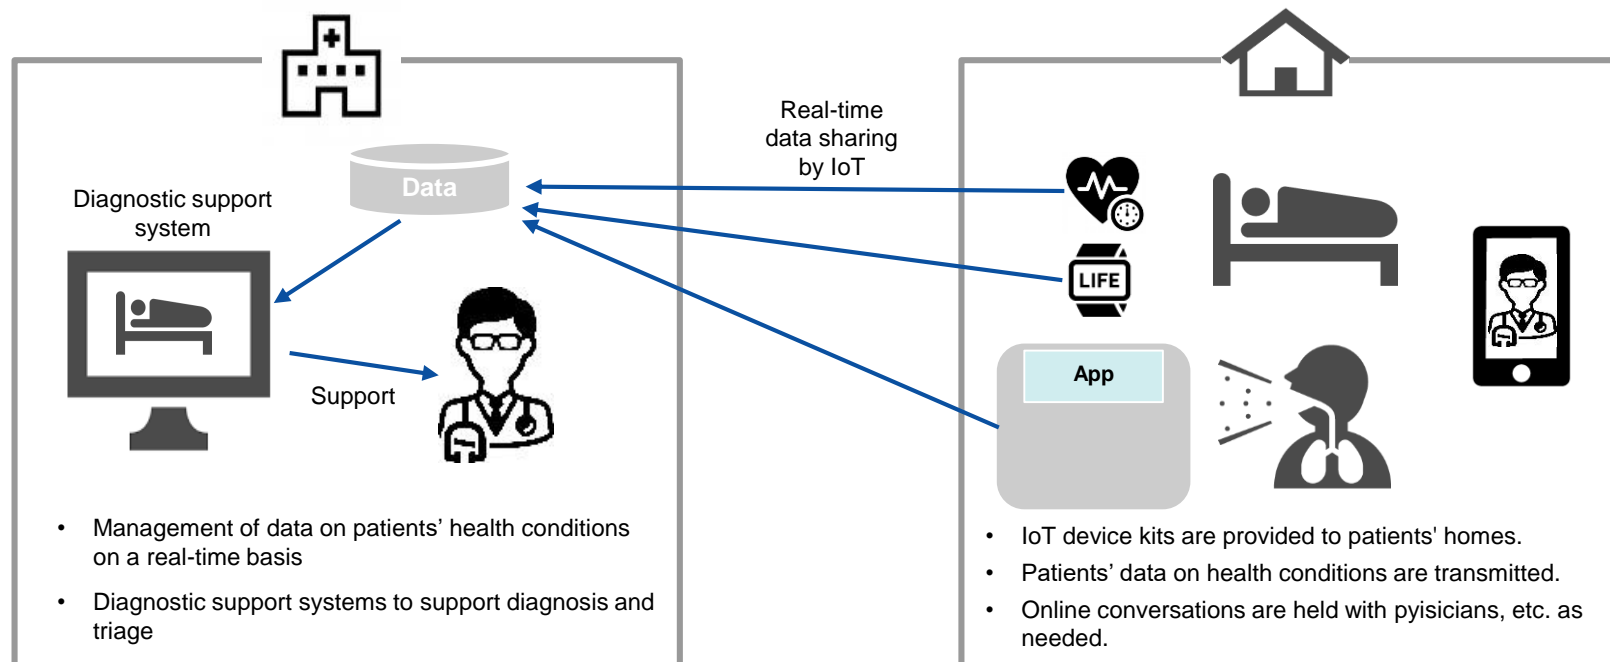 Data
Diagnostic support
system
Support
• Management of data on patients’ health conditions
on a real-time basis
• Diagnostic support systems to support diagnosis and
triage
Real-time
data sharing
by IoT
LIFE
App
• IoT device kits are provided to patients' homes.
• Patients’ data on health conditions are transmitted.
• Online conversations are held with pyisicians, etc. as
needed.